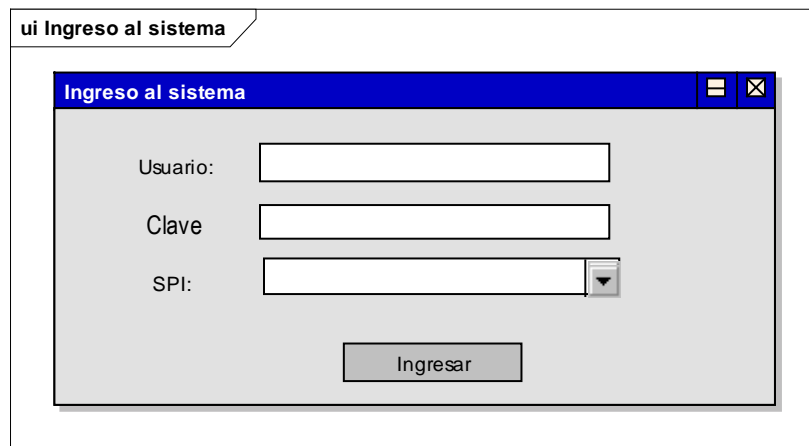 ui Ingreso al sistema
Ingreso al sistema
Usuario:
Clave
SPI:
Ingresar